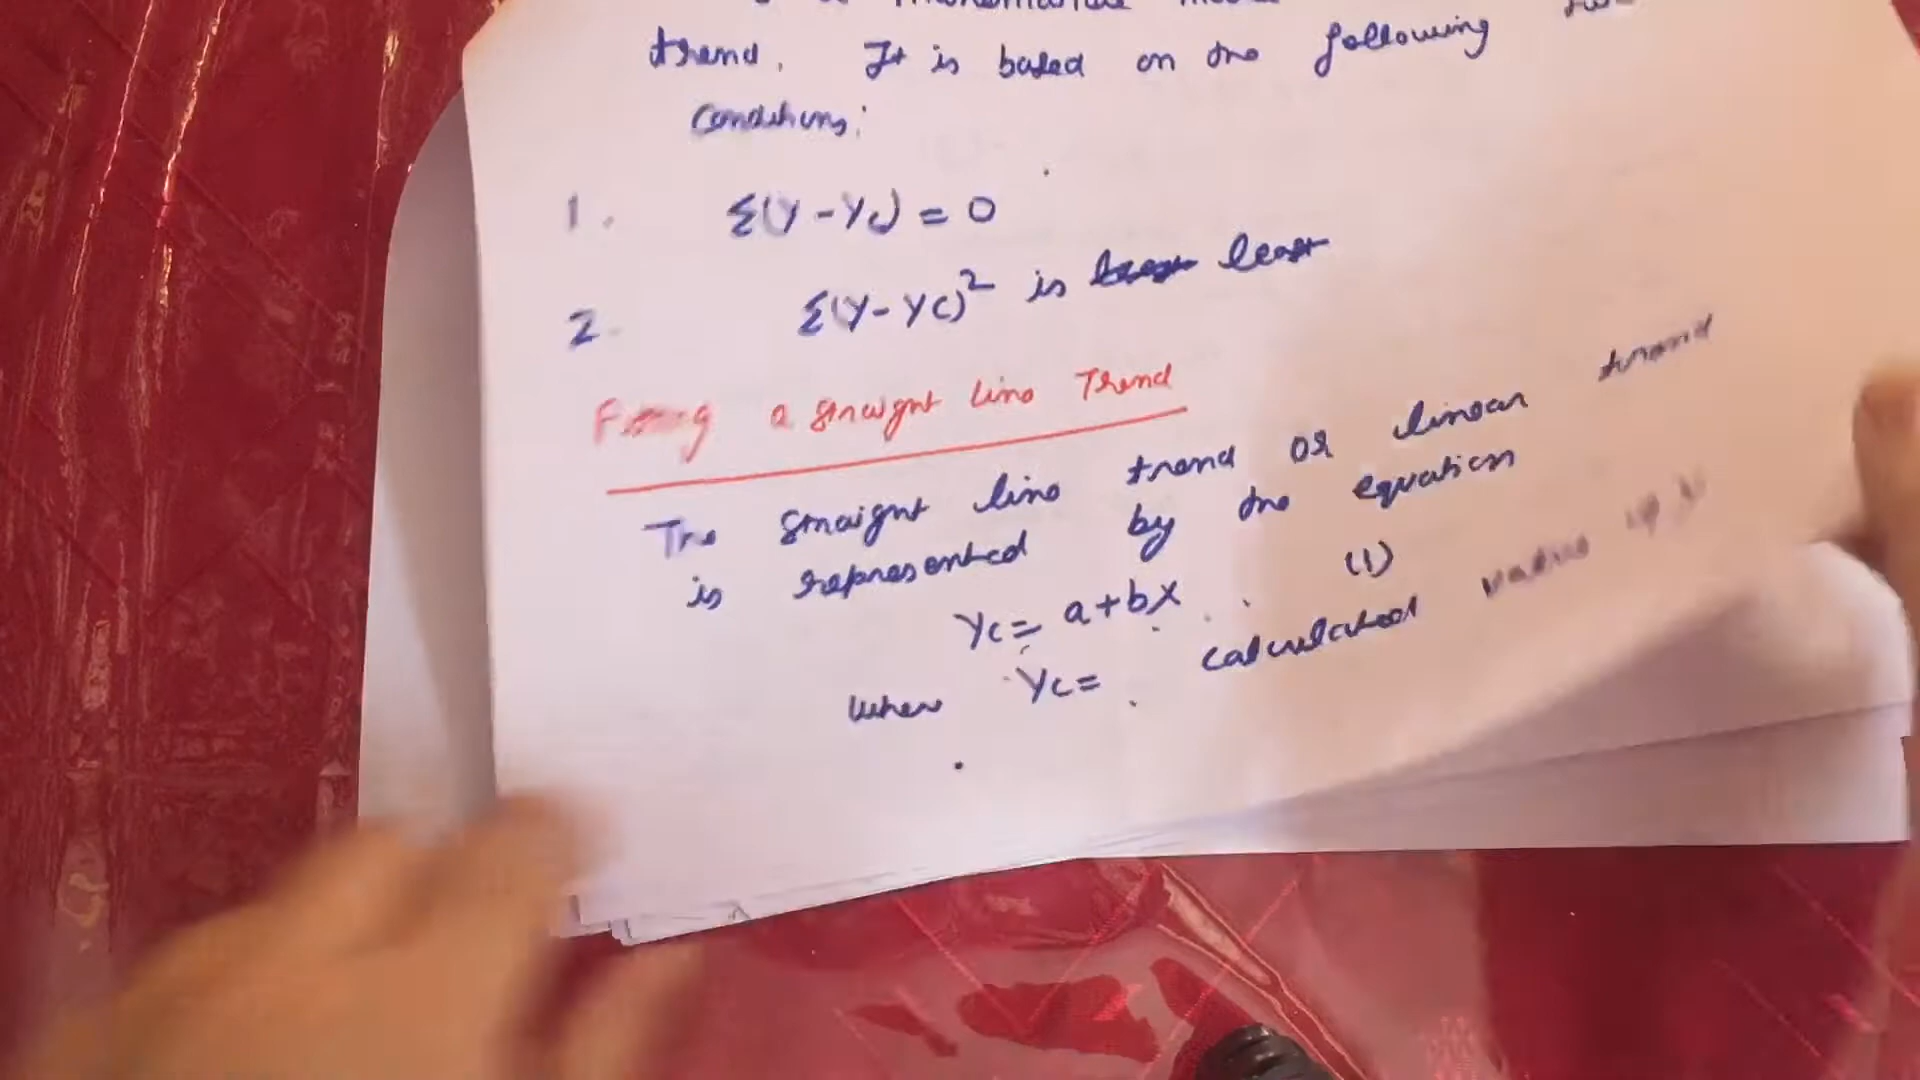 trend. It is based on the following
Conditions:
1. Σ(Y-Yc) = 0
2. Σ(Y-YC)² is least
Fitting a straight line Trend
The straight line trend or linear trend
is represented by the equation
Yc= a+bX (1)
where Yc= calculated value of Y